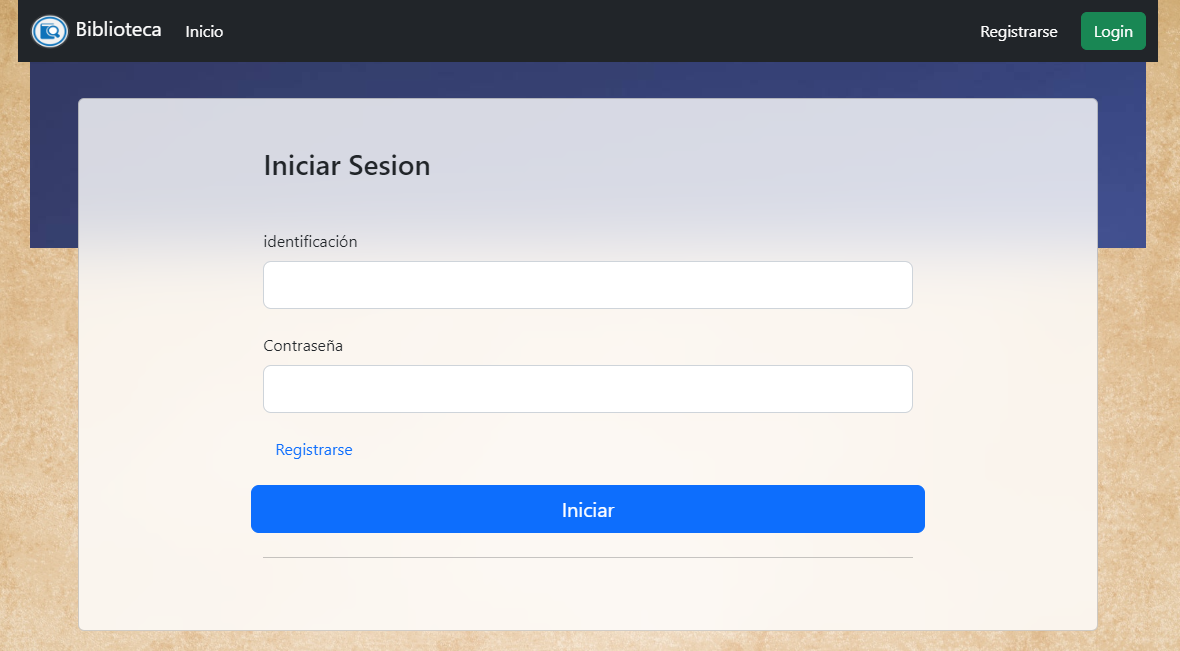 Biblioteca Inicio Registrarse Login
Iniciar Sesion
identificación
Contraseña
Registrarse
Iniciar